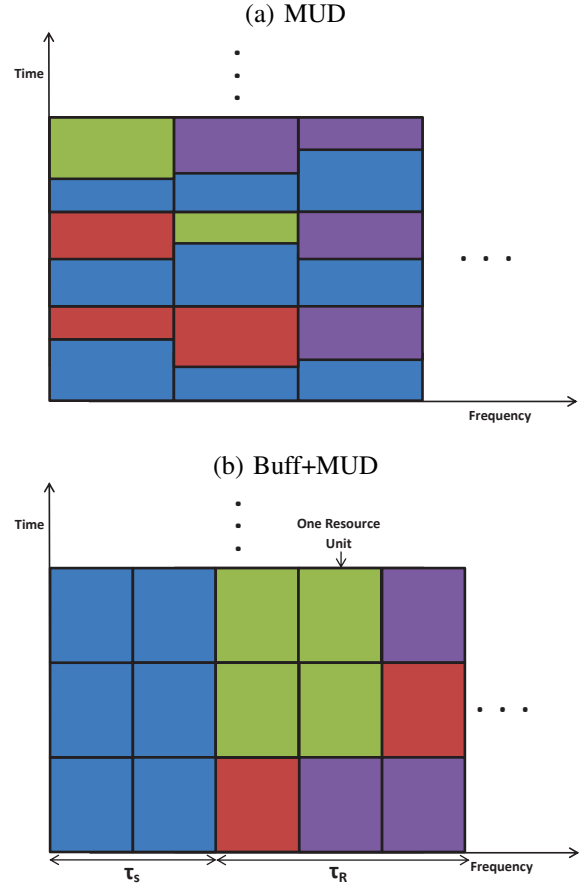 (a) MUD
Time
Frequency
(b) Buff+MUD
Time
One Resource
Unit
τs
τR
Frequency